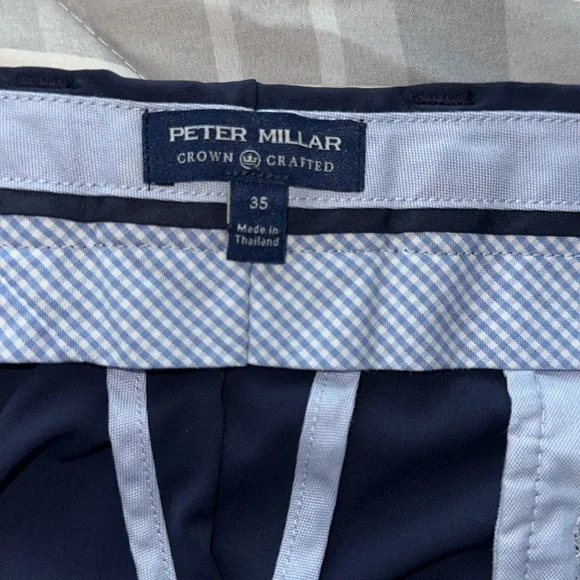 PETER MILLAR
CROWN CRAFTED
35
Made in
Thailand